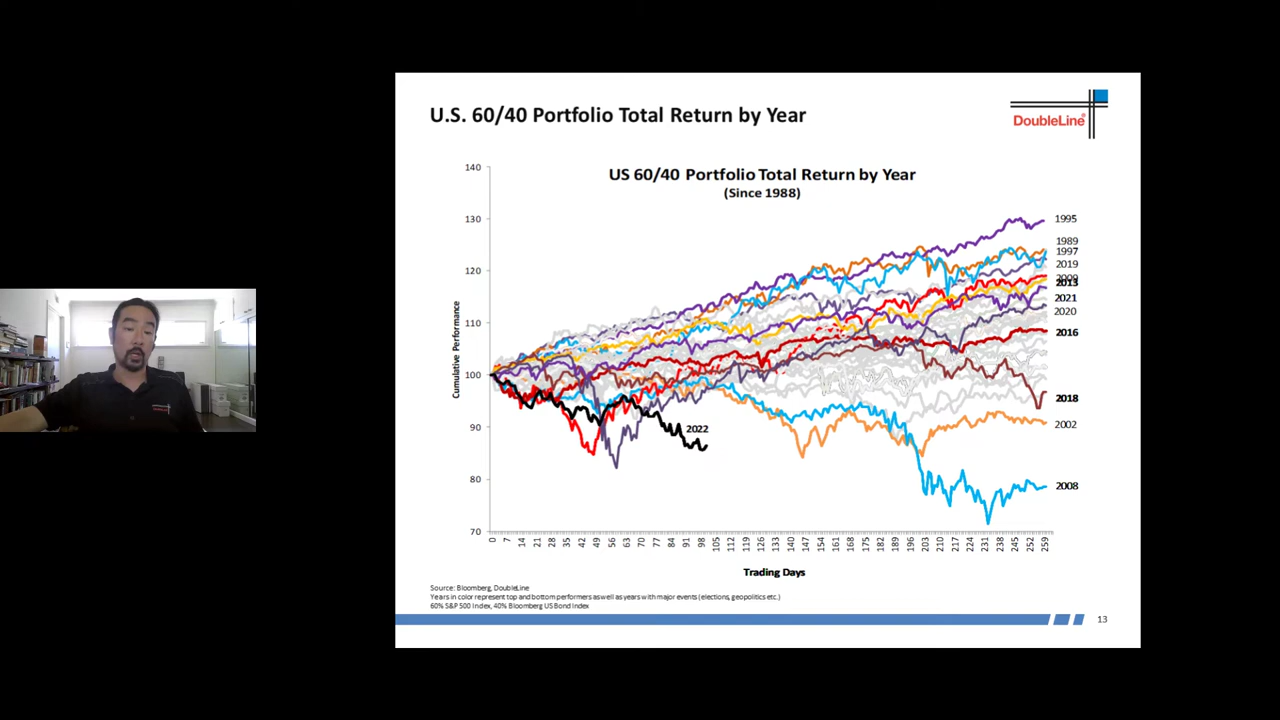 U.S. 60/40 Portfolio Total Return by Year
DoubleLine®
US 60/40 Portfolio Total Return by Year
(Since 1988)
Cumulative Performance
140
130
120
110
100
90
80
70
1995
1989
1997
2019
2009
2013
2021
2020
2016
2018
2002
2008
2022
0 7 14 21 28 35 42 49 56 63 70 77 84 91 98 105 112 119 126 133 140 147 154 161 168 175 182 189 196 203 210 217 224 231 238 245 252 259
Trading Days
Source: Bloomberg, DoubleLine
Years in color represent top and bottom performers as well as years with major events (elections, geopolitics etc.)
60% S&P 500 Index, 40% Bloomberg US Bond Index
13